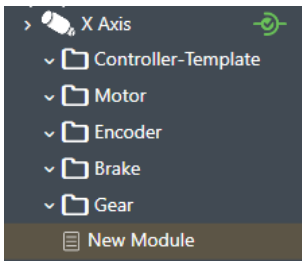 X Axis
Controller-Template
Motor
Encoder
Brake
Gear
New Module